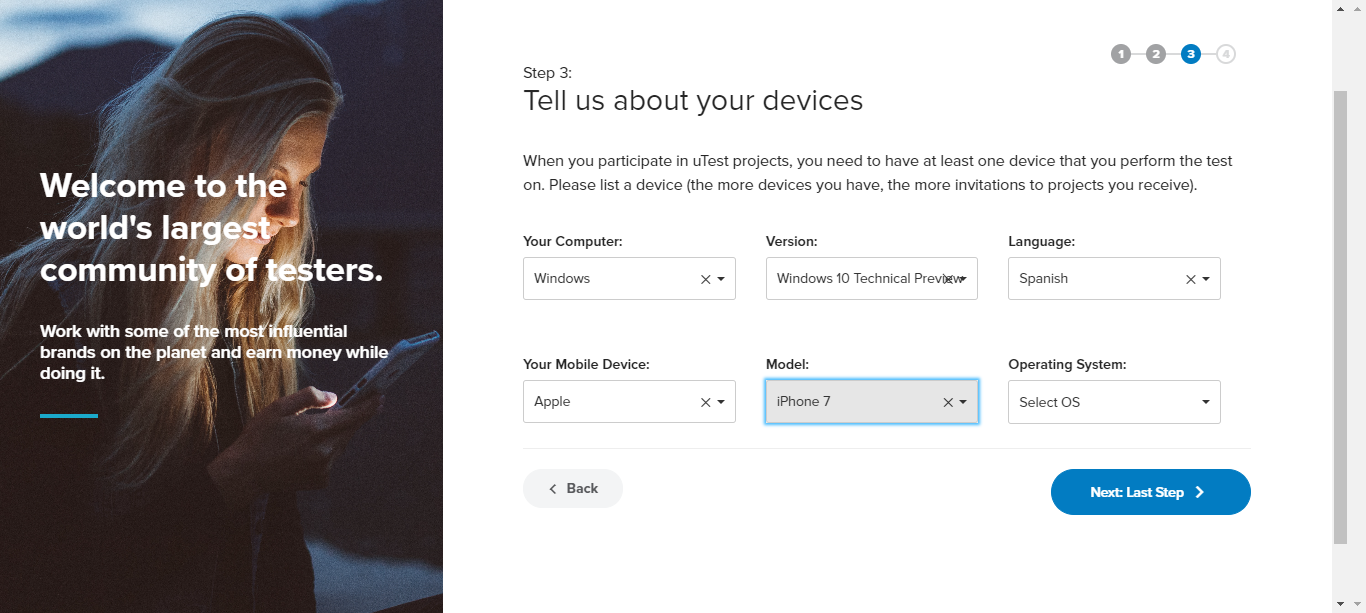 Welcome to the
world's largest
community of testers.
Work with some of the most influential
brands on the planet and earn money while
doing it.
1 2 3 4
Step 3:
Tell us about your devices
When you participate in uTest projects, you need to have at least one device that you perform the test
on. Please list a device (the more devices you have, the more invitations to projects you receive).
Your Computer: Version: Language:
Windows Windows 10 Technical Preview Spanish
Your Mobile Device: Model: Operating System:
Apple iPhone 7 Select OS
Back Next: Last Step